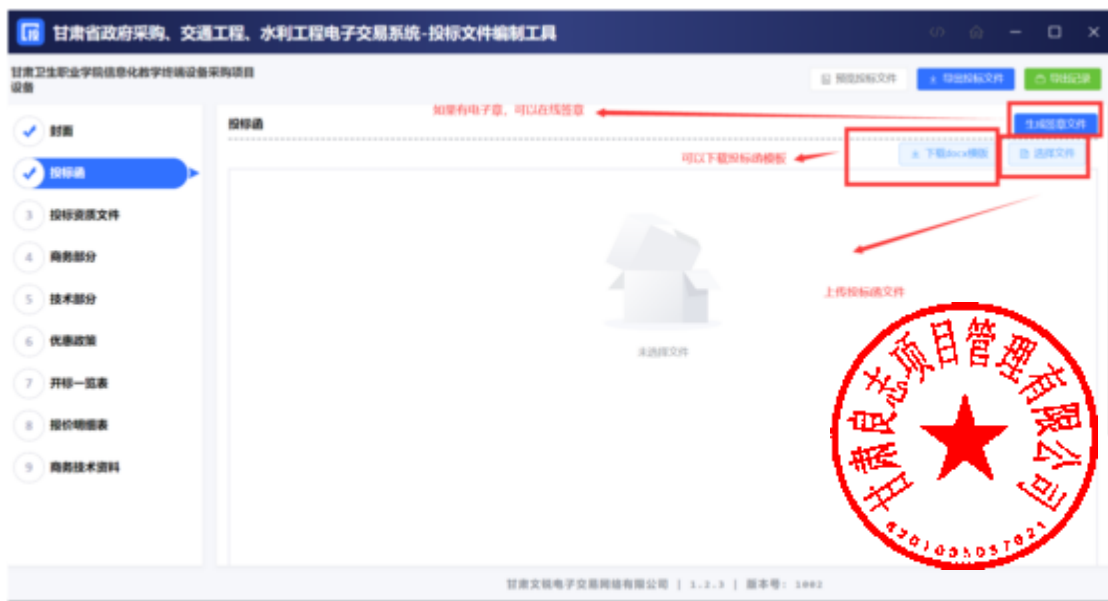 甘肃省政府采购、交通工程、水利工程电子交易系统-投标文件编制工具
甘肃卫生职业学院信息化教学终端设备采购项目
设备
预览投标文件
导出投标文件
导出记录
封面
投标函
3 投标资质文件
4 商务部分
5 技术部分
6 优惠政策
7 开标一览表
8 报价明细表
9 商务技术资料
投标函
如果有电子章，可以在线签章
生成签章文件
可以下载投标函模板
下载docx模版
选择文件
上传投标函文件
未选择文件
甘肃良志项目管理有限公司
甘肃文锐电子交易网络有限公司 | 1.2.3 | 版本号: 1002